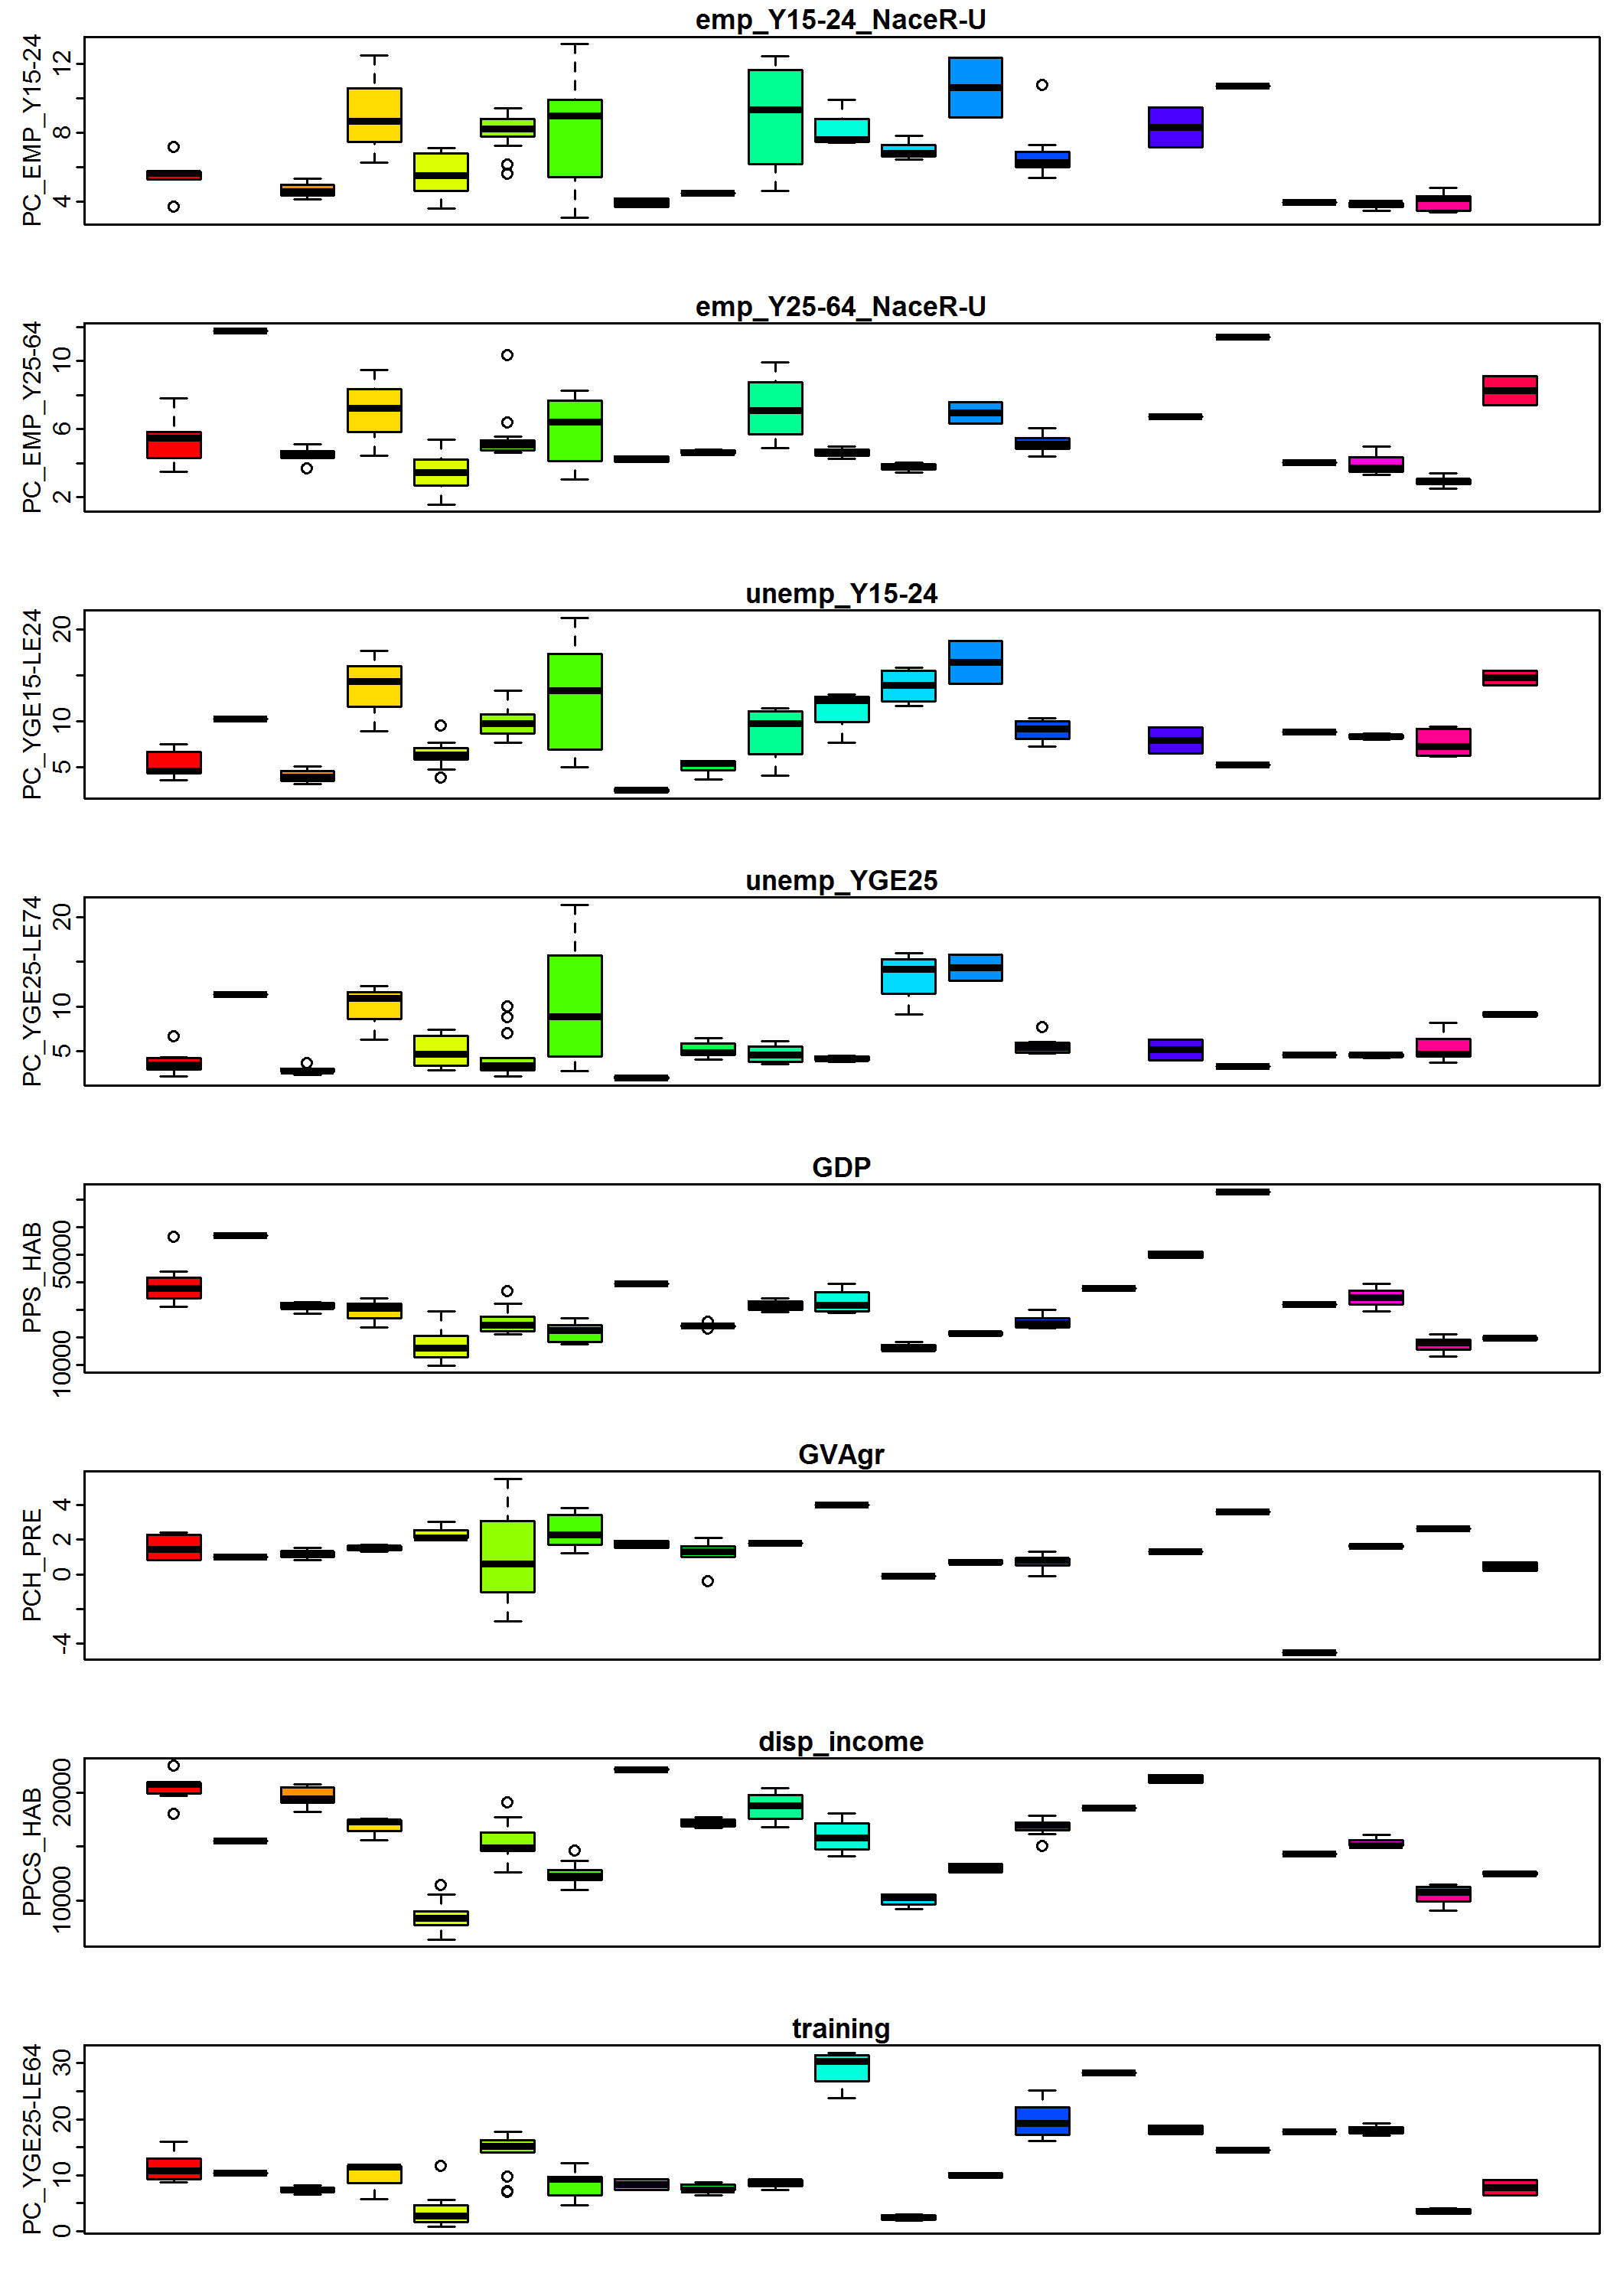 emp_Y15-24_NaceR-U
PC_EMP_Y15-24
4
8
12
emp_Y25-64_NaceR-U
PC_EMP_Y25-64
2
6
10
unemp_Y15-24
PC_YGE15-LE24
5
10
20
unemp_YGE25
PC_YGE25-LE74
5
10
20
GDP
PPS_HAB
10000
50000
GVAgr
PCH_PRE
-4
0
2
4
disp_income
PPCS_HAB
10000
20000
training
PC_YGE25-LE64
0
10
20
30